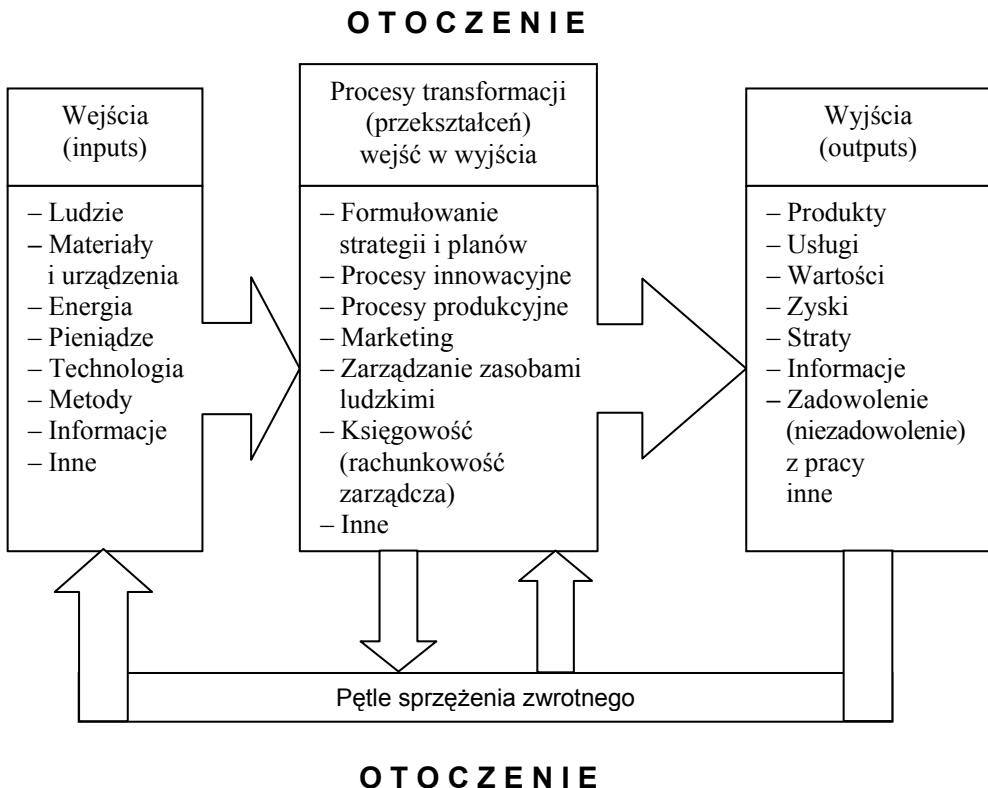 O T O C Z E N I E
Wejścia
(inputs)
– Ludzie
– Materiały
i urządzenia
– Energia
– Pieniądze
– Technologia
– Metody
– Informacje
– Inne
Procesy transformacji
(przekształceń)
wejść w wyjścia
– Formułowanie
strategii i planów
– Procesy innowacyjne
– Procesy produkcyjne
– Marketing
– Zarządzanie zasobami
ludzkimi
– Księgowość
(rachunkowość
zarządcza)
– Inne
Wyjścia
(outputs)
– Produkty
– Usługi
– Wartości
– Zyski
– Straty
– Informacje
– Zadowolenie
(niezadowolenie)
z pracy
inne
Pętle sprzężenia zwrotnego
O T O C Z E N I E